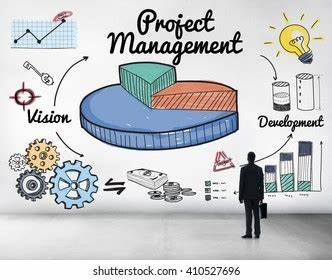 Project
Management
Vision
Development
shutterstock.com · 410527696